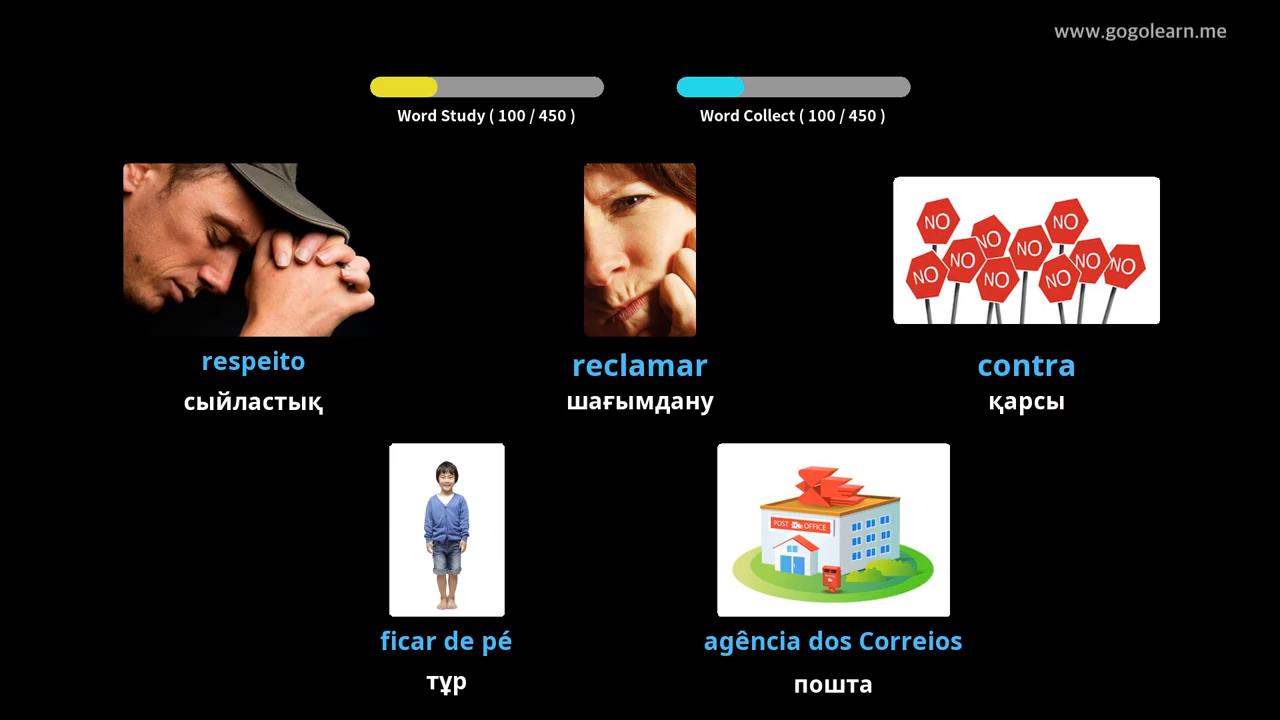 www.gogolearn.me
Word Study ( 100 / 450 )
Word Collect ( 100 / 450 )
NO
NO
NO
NO
NO
NO
NO
NO
NO
NO
respeito
сыйластық
reclamar
шағымдану
contra
қарсы
POST OFFICE
ficar de pé
тұр
agência dos Correios
пошта